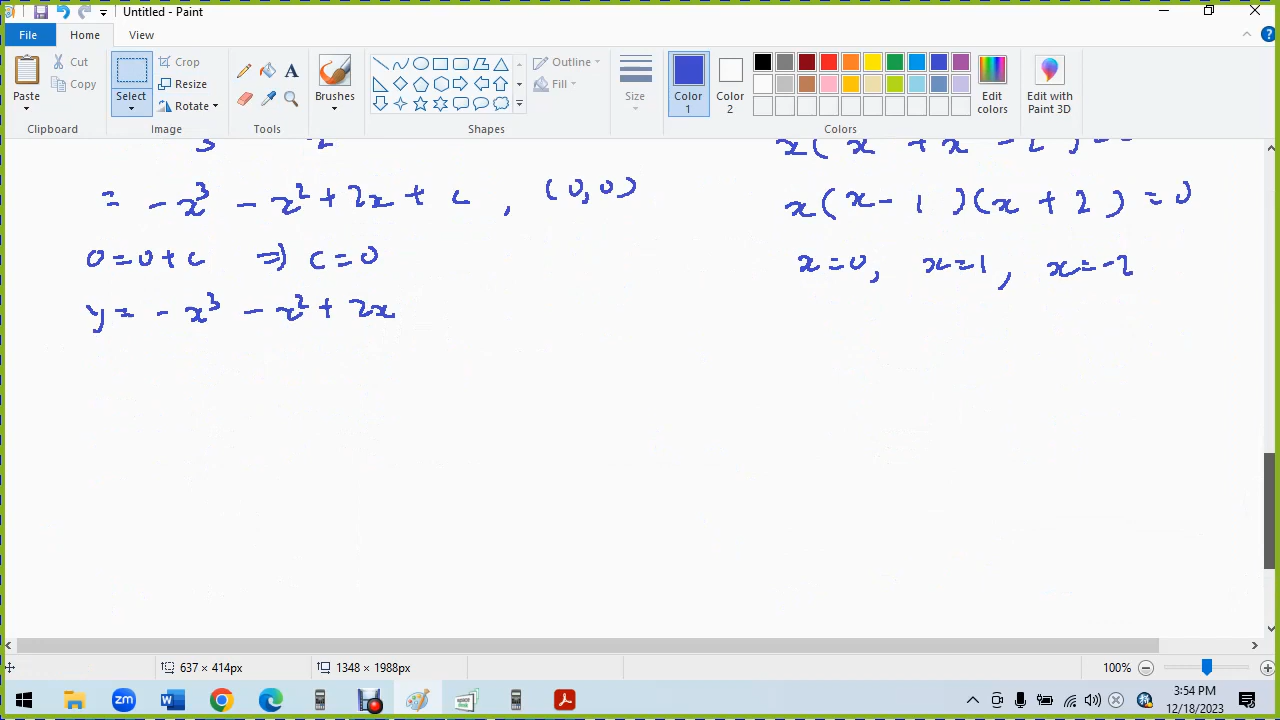 Untitled - Paint
File Home View
Paste
Cut
Copy
Clipboard
Select
Crop
Resize
Rotate
Image
Tools
Brushes
Outline
Fill
Shapes
Size
Color 1
Color 2
Edit colors
Colors
Edit with Paint 3D
= -x³ - x² + 2x + c , (0,0)
0=0+c ⇒ c=0
y= -x³ - x² + 2x
x(x-1)(x+2)=0
x=0, x=1, x=-2
637 × 414px
1348 × 1988px
100%
3:54 PM
12/18/2023